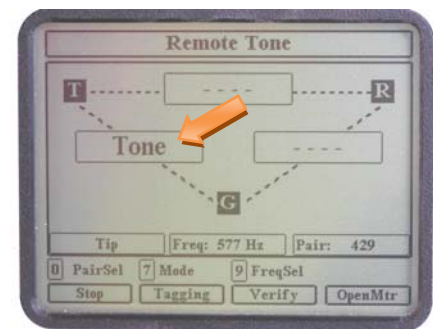 Remote Tone
T - - - - R
Tone - - - -
G
Tip Freq: 577 Hz Pair: 429
0 PairSel 7 Mode 9 FreqSel
Stop Tagging Verify OpenMtr